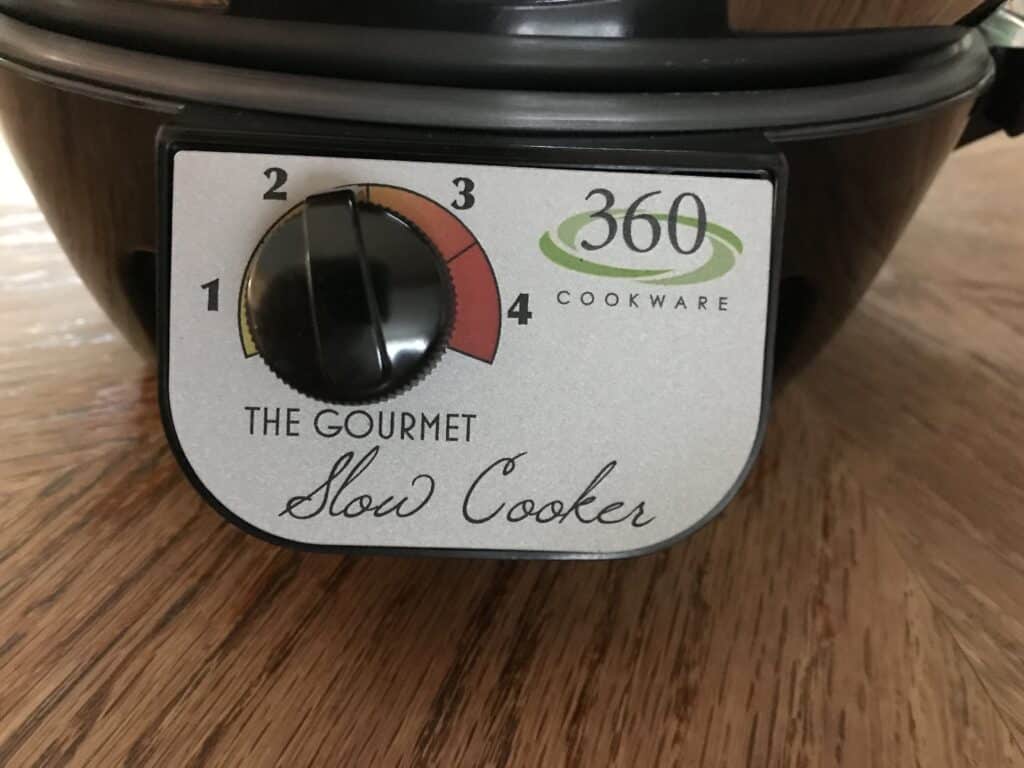 2 3
1 4
360
COOKWARE
THE GOURMET
Slow Cooker